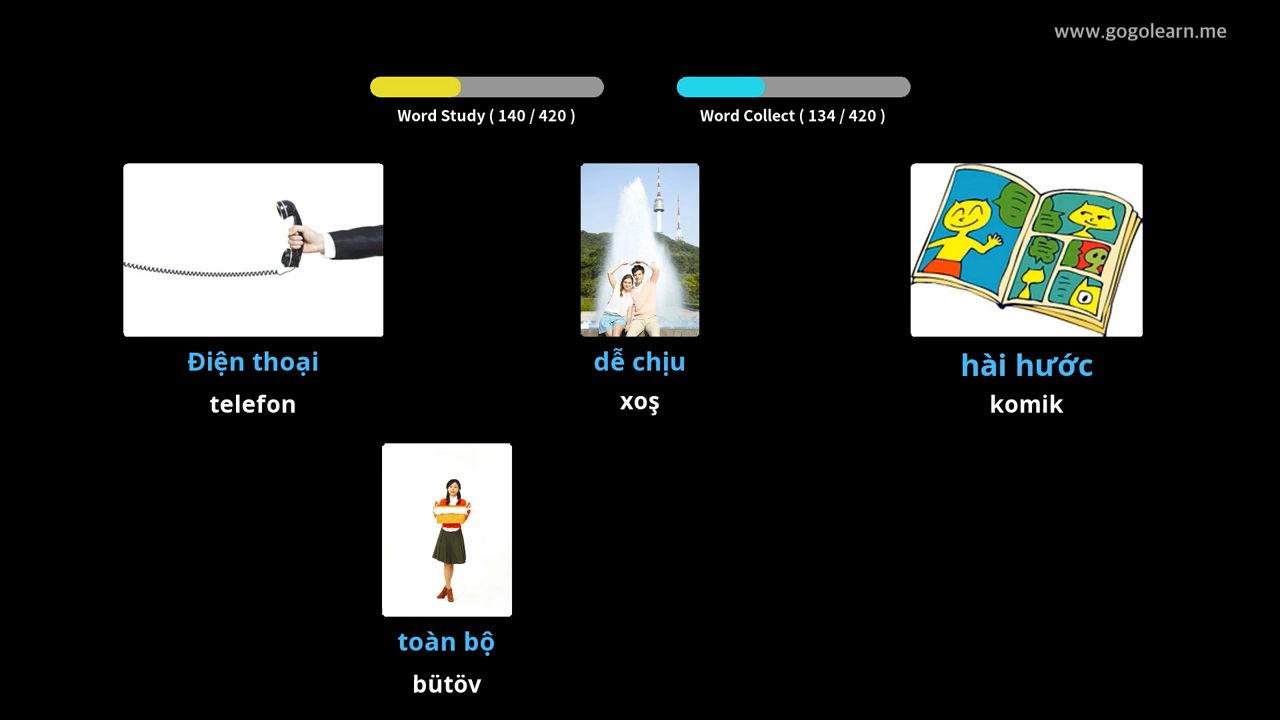 www.gogolearn.me
Word Study ( 140 / 420 )
Word Collect ( 134 / 420 )
Điện thoại
telefon
dễ chịu
xoş
hài hước
komik
toàn bộ
bütöv